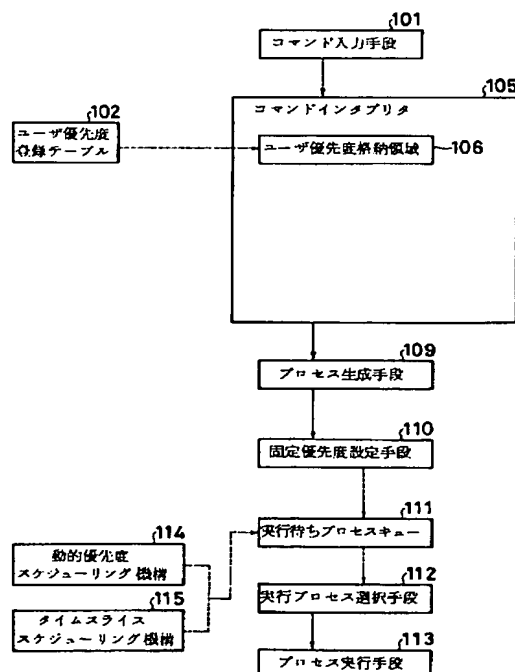 101
コマンド入力手段
105
コマンドインタプリタ
102
ユーザ優先度
登録テーブル
ユーザ優先度格納領域
106
109
プロセス生成手段
110
固定優先度設定手段
111
実行待ちプロセスキュー
114
動的優先度
スケジューリング機構
112
実行プロセス選択手段
115
タイムスライス
スケジューリング機構
113
プロセス実行手段